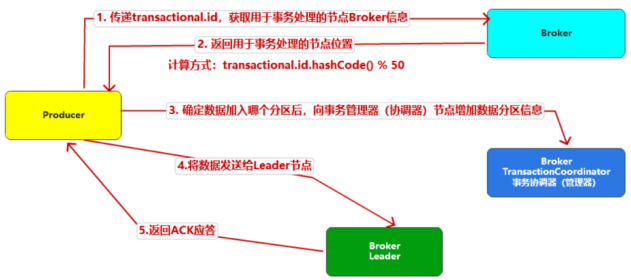 1. 传递transactional.id，获取用于事务处理的节点Broker信息
Broker
2. 返回用于事务处理的节点位置
计算方式：transactional.id.hashCode() % 50
Producer
3. 确定数据加入哪个分区后，向事务管理器（协调器）节点增加数据分区信息
4.将数据发送给Leader节点
Broker
TransactionCoordinator
事务协调器（管理器）
5.返回ACK应答
Broker
Leader